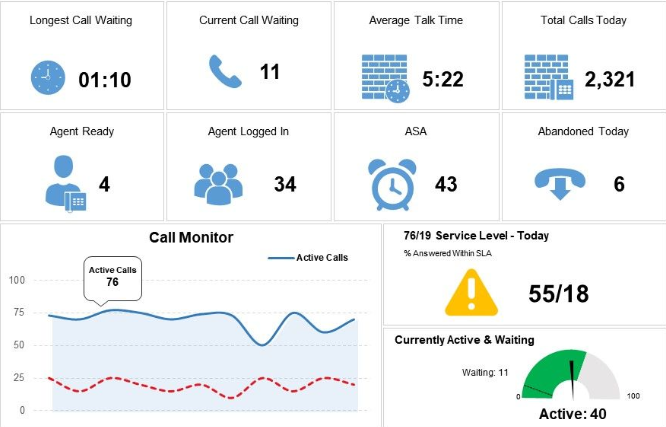 Longest Call Waiting
01:10
Current Call Waiting
11
Average Talk Time
5:22
Total Calls Today
2,321
Agent Ready
4
Agent Logged In
34
ASA
43
Abandoned Today
6
Call Monitor
Active Calls
Active Calls
76
100
75
50
25
0
76/19 Service Level - Today
% Answered Within SLA
55/18
Currently Active & Waiting
Waiting: 11
0
100
Active: 40